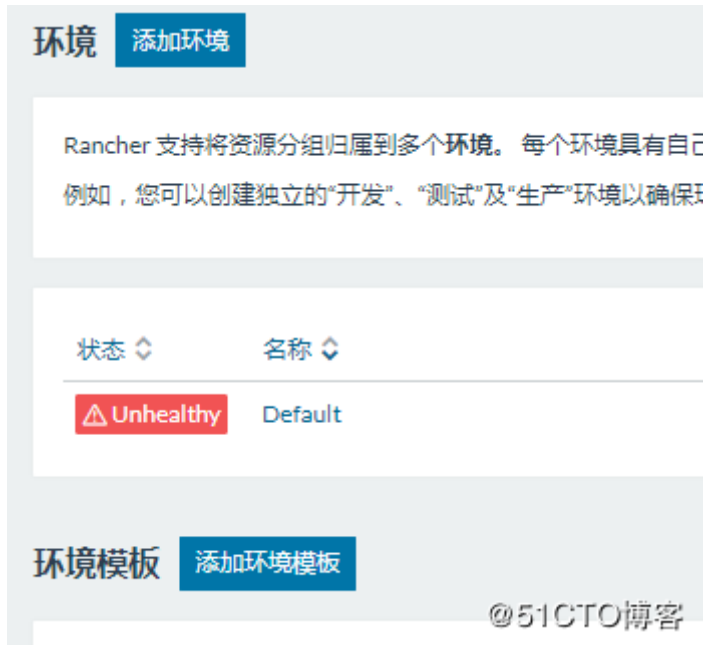 环境 添加环境
Rancher 支持将资源分组归属到多个环境。 每个环境具有自己
例如，您可以创建独立的“开发”、“测试”及“生产”环境以确保环
状态 名称
Unhealthy Default
环境模板 添加环境模板
@51CTO博客